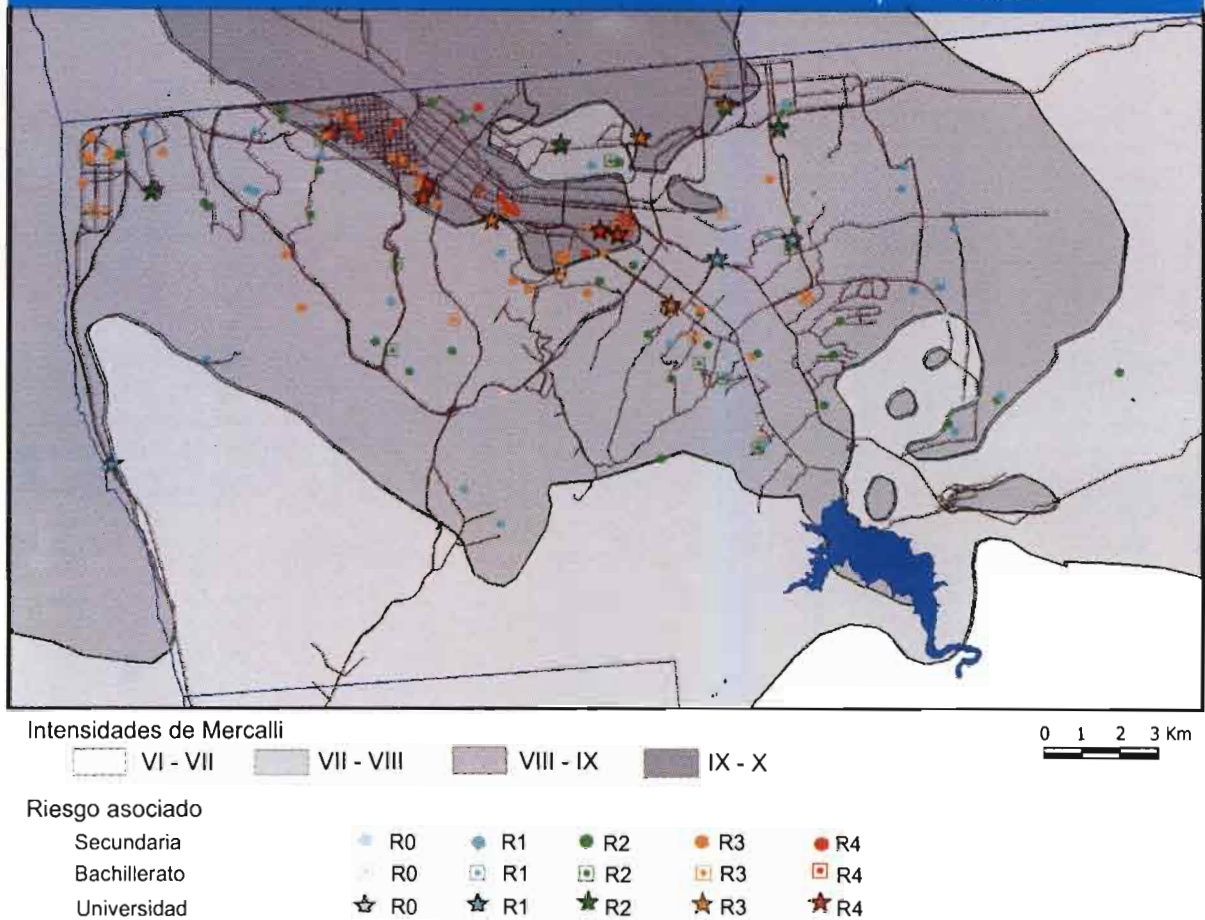 Intensidades de Mercalli
VI - VII VII - VIII VIII - IX IX - X
0 1 2 3 Km
Riesgo asociado
Secundaria R0 R1 R2 R3 R4
Bachillerato R0 R1 R2 R3 R4
Universidad R0 R1 R2 R3 R4